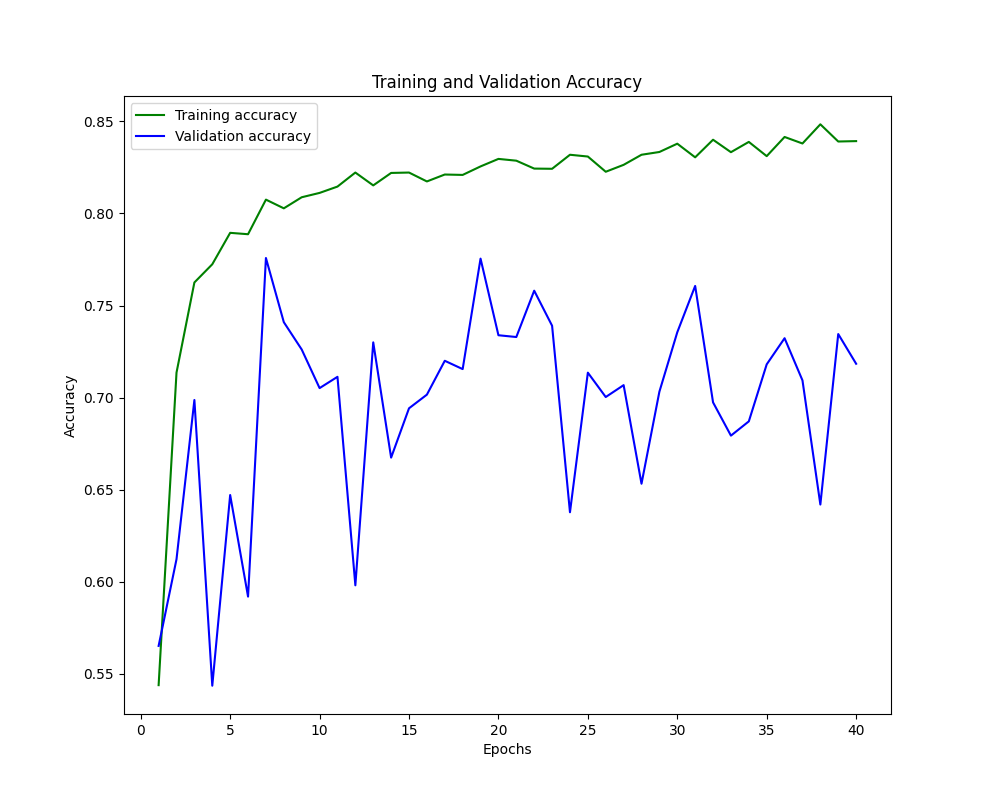 Training and Validation Accuracy
Training accuracy
Validation accuracy
0.85
0.80
0.75
0.70
0.65
0.60
0.55
Accuracy
0 5 10 15 20 25 30 35 40
Epochs